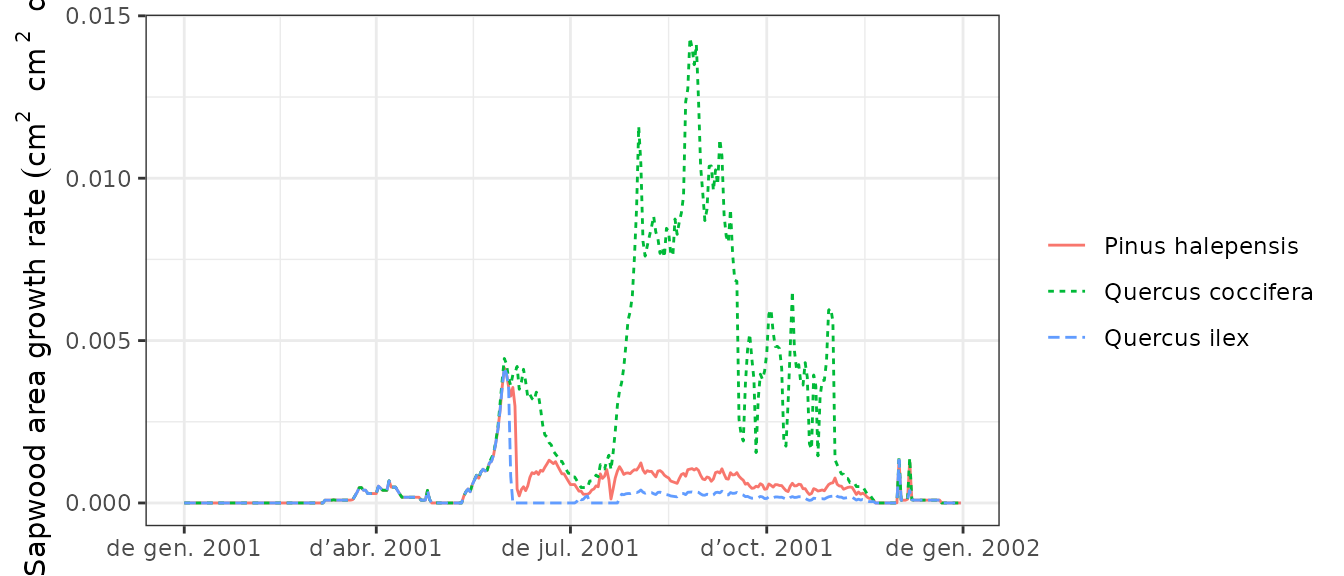 Sapwood area growth rate (cm² cm²
0.015
0.010
0.005
0.000
de gen. 2001
d’abr. 2001
de jul. 2001
d’oct. 2001
de gen. 2002
Pinus halepensis
Quercus coccifera
Quercus ilex